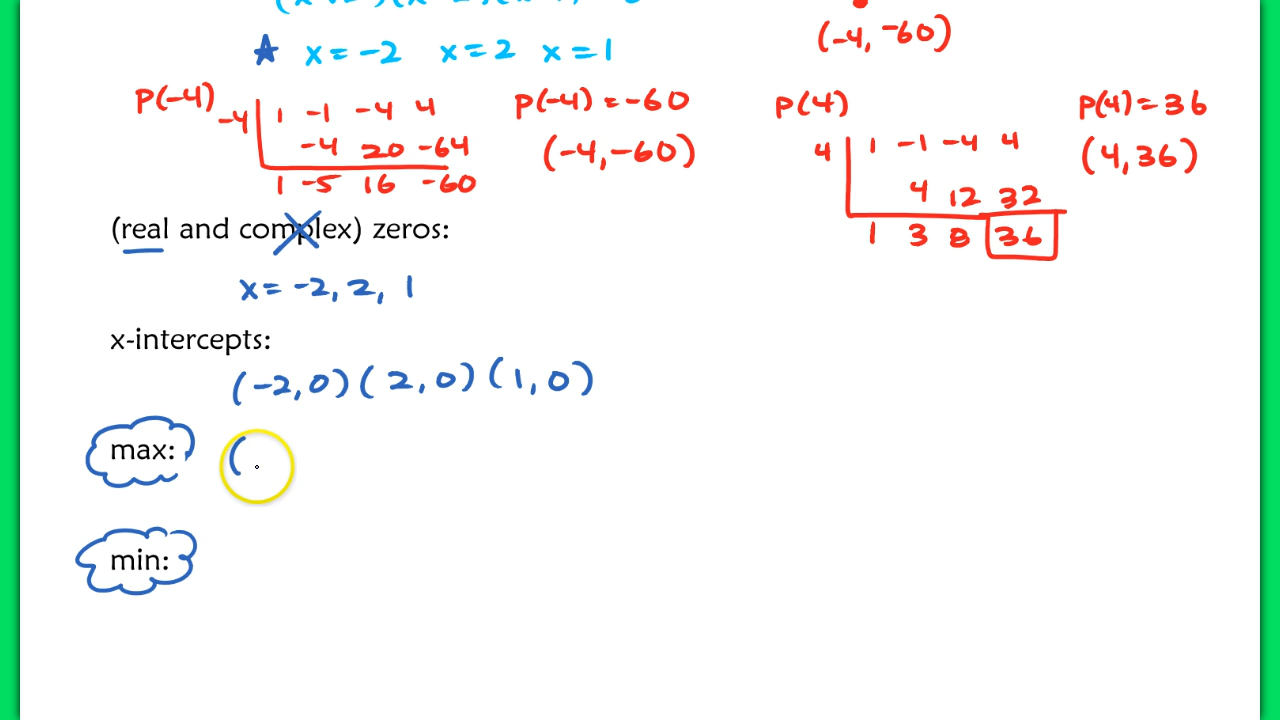 (-4, -60)
★ x = -2 x = 2 x = 1
P(-4) -4 | 1 -1 -4 4
-4 20 -64
1 -5 16 -60
P(-4) = -60
(-4, -60)
P(4)
4 | 1 -1 -4 4
4 12 32
1 3 8 36
P(4) = 36
(4, 36)
(real and complex) zeros:
x = -2, 2, 1
x-intercepts:
(-2, 0) (2, 0) (1, 0)
max: (
min: